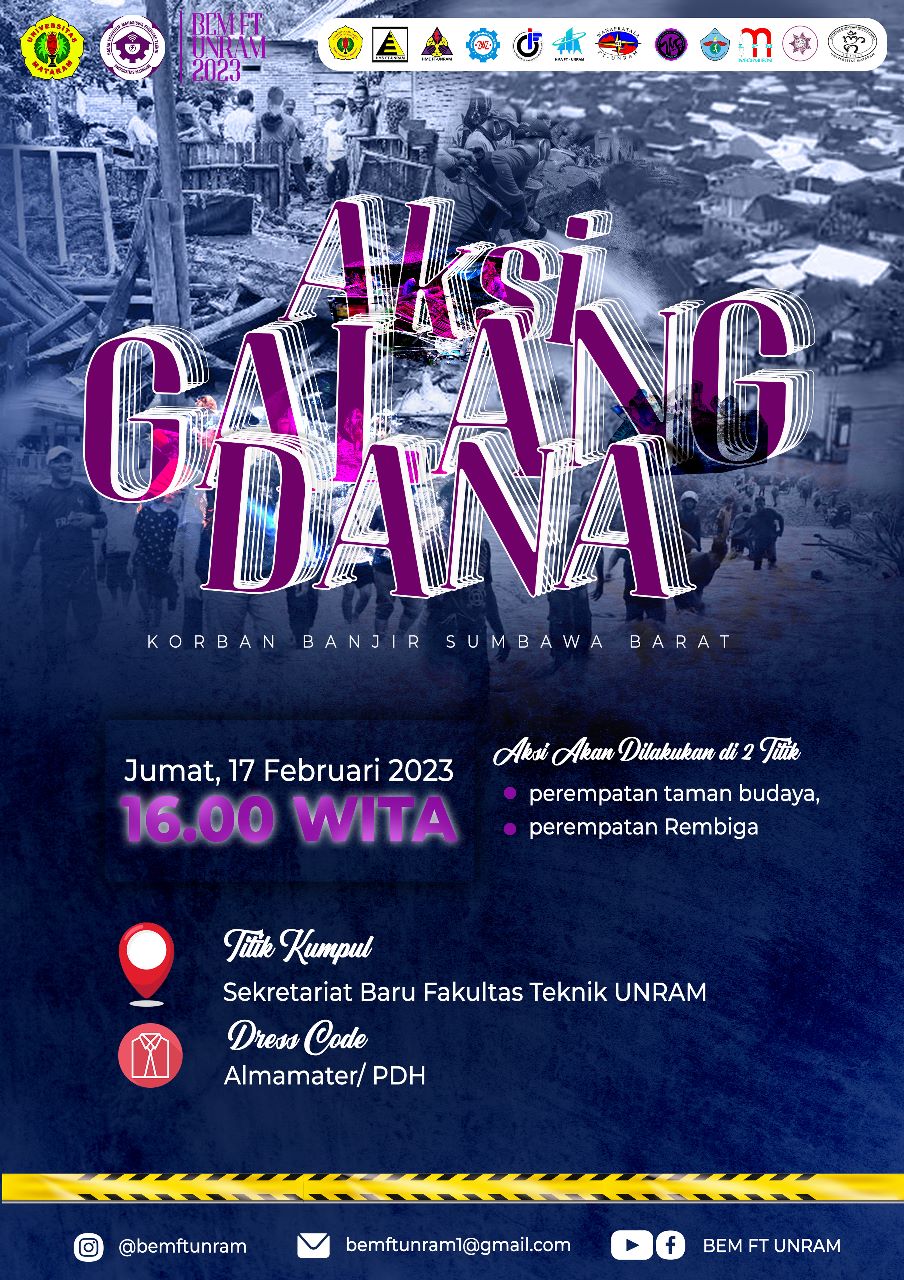 UNIVERSITAS
MATARAM
BEM FT
UNRAM
2023
Aksi
GALANG
DANA
KORBAN BANJIR SUMBAWA BARAT
Jumat, 17 Februari 2023
16.00 WITA
Aksi Akan Dilakukan di 2 Titik
perempatan taman budaya,
perempatan Rembiga
Titik Kumpul
Sekretariat Baru Fakultas Teknik UNRAM
Dress Code
Almamater/ PDH
@bemftunram
bemftunram1@gmail.com
BEM FT UNRAM